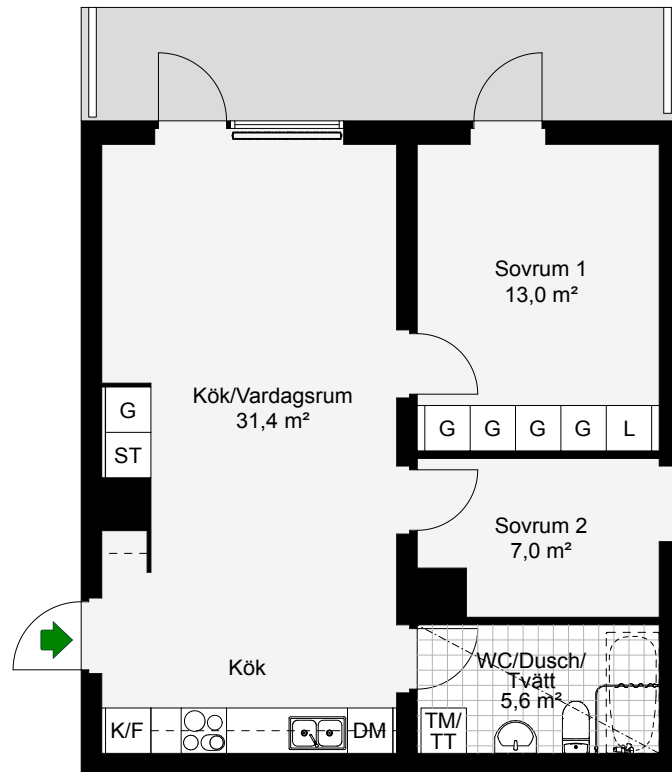 Sovrum 1
13,0 m²
Kök/Vardagsrum
31,4 m²
G
ST
G G G G L
Sovrum 2
7,0 m²
Kök
WC/Dusch/
Tvätt
5,6 m²
K/F
DM
TM/
TT